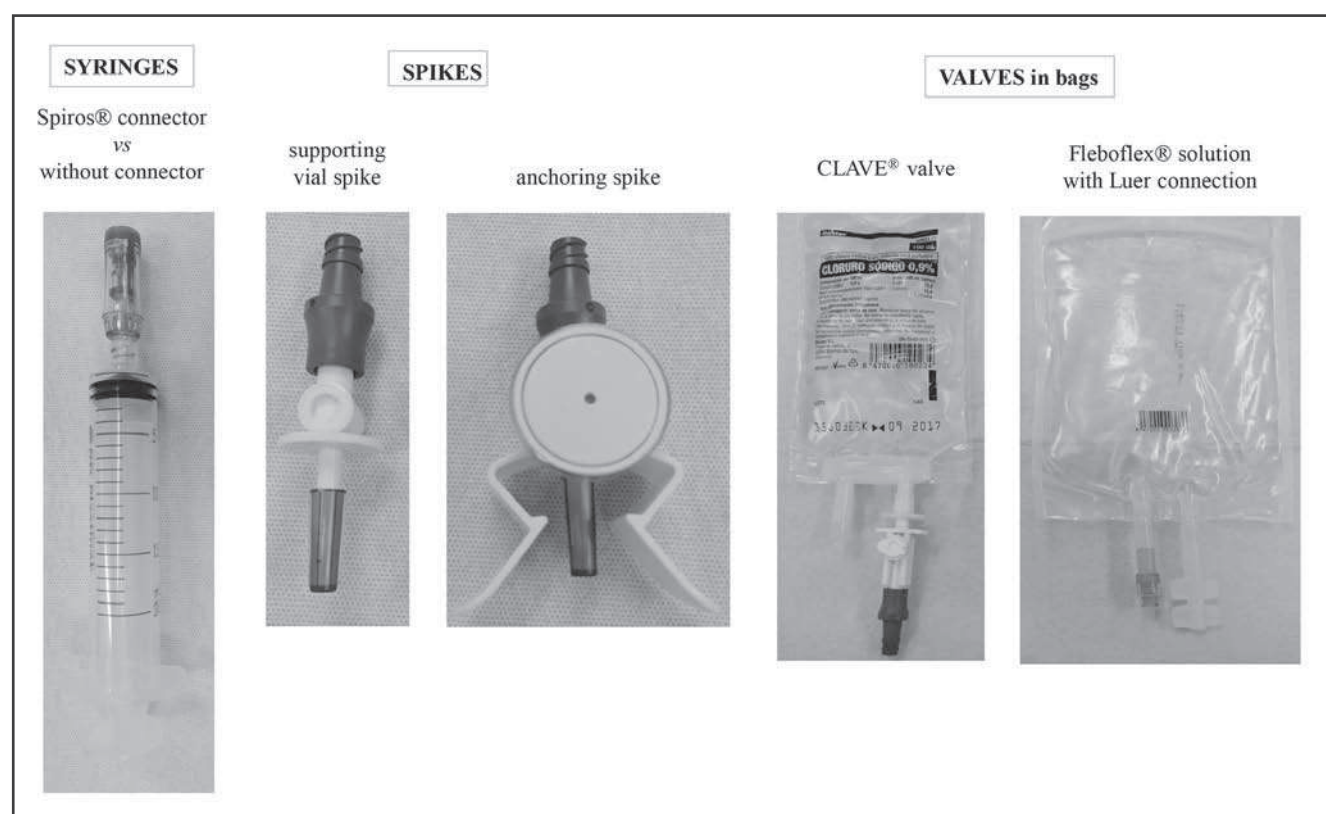 SYRINGES
Spiros® connector
vs
without connector
SPIKES
supporting
vial spike
anchoring spike
VALVES in bags
CLAVE® valve
Fleboflex® solution
with Luer connection
CLORURO SODICO 0,9%
09 2017